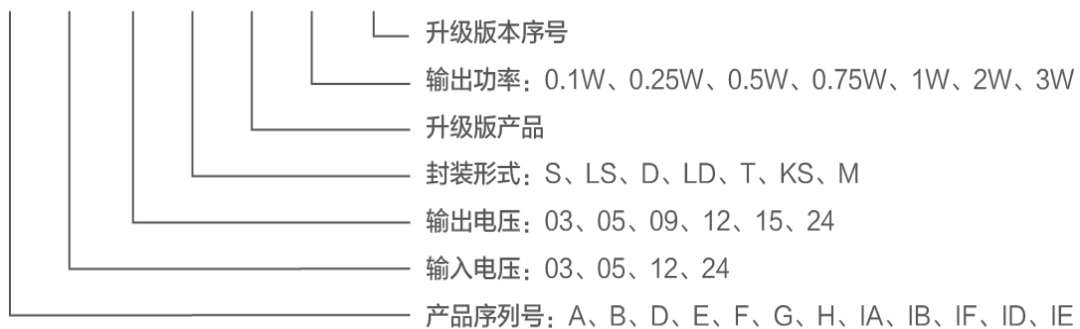 升级版本序号
输出功率：0.1W、0.25W、0.5W、0.75W、1W、2W、3W
升级版产品
封装形式：S、LS、D、LD、T、KS、M
输出电压：03、05、09、12、15、24
输入电压：03、05、12、24
产品序列号：A、B、D、E、F、G、H、IA、IB、IF、ID、IE